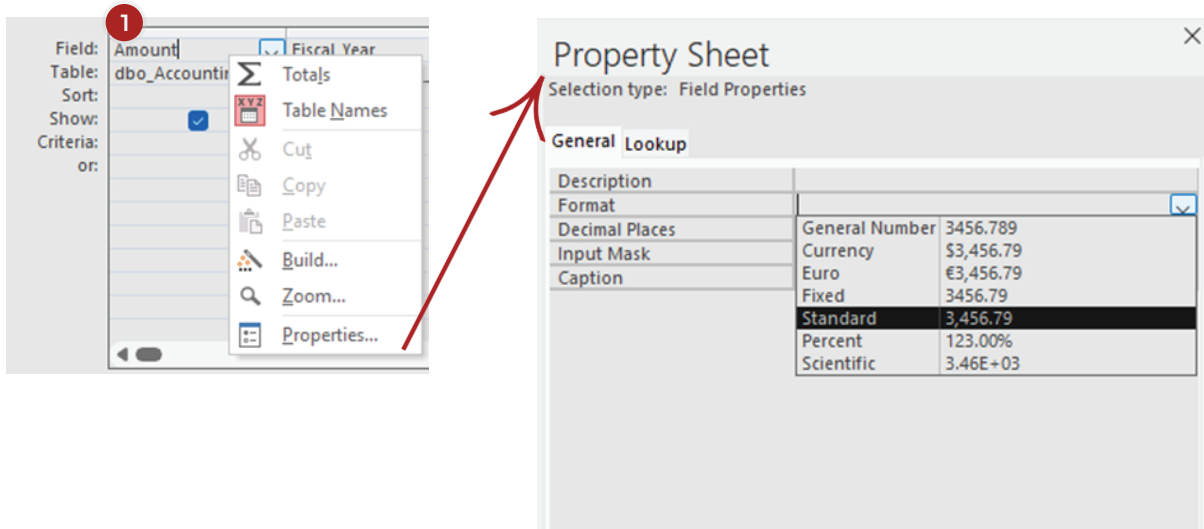 1
Field: Amount Fiscal Year
Table: dbo_Accountin
Sort:
Show:
Criteria:
or:
Totals
XYZ
Table Names
Cut
Copy
Paste
Build...
Zoom...
Properties...
Property Sheet
Selection type: Field Properties
General Lookup
Description
Format
Decimal Places
Input Mask
Caption
General Number 3456.789
Currency $3,456.79
Euro €3,456.79
Fixed 3456.79
Standard 3,456.79
Percent 123.00%
Scientific 3.46E+03